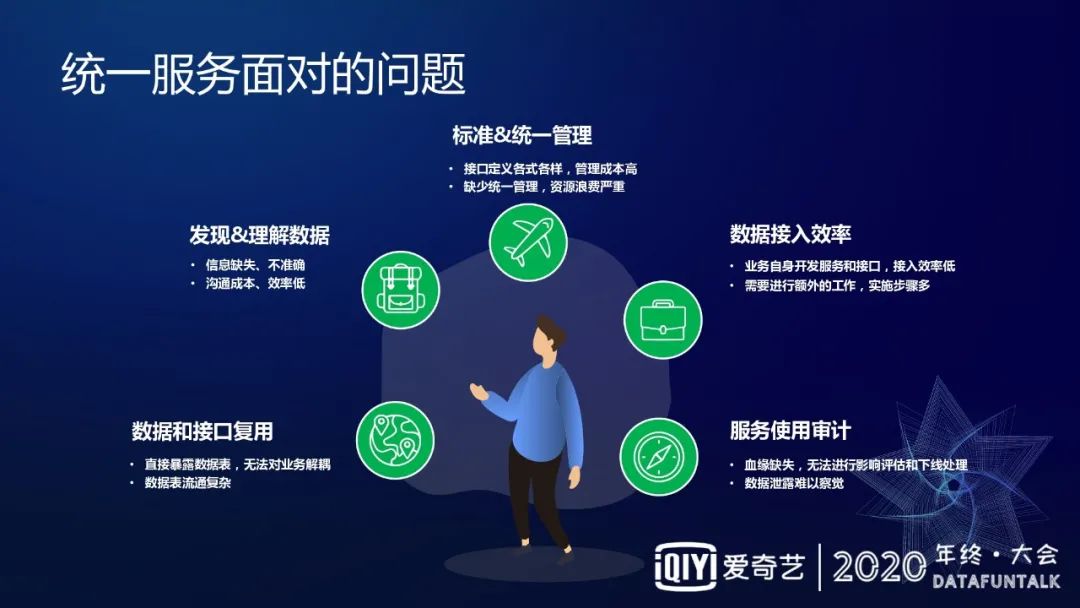 统一服务面对的问题
标准&统一管理
• 接口定义各式各样，管理成本高
• 缺少统一管理，资源浪费严重
发现&理解数据
• 信息缺失、不准确
• 沟通成本、效率低
数据接入效率
• 业务自身开发服务和接口，接入效率低
• 需要进行额外的工作，实施步骤多
数据和接口复用
• 直接暴露数据表，无法对业务解耦
• 数据表流通复杂
服务使用审计
• 血缘缺失，无法进行影响评估和下线处理
• 数据泄露难以察觉
iQIYI 爱奇艺 | 2020 年终·大会
DATAFUNTALK